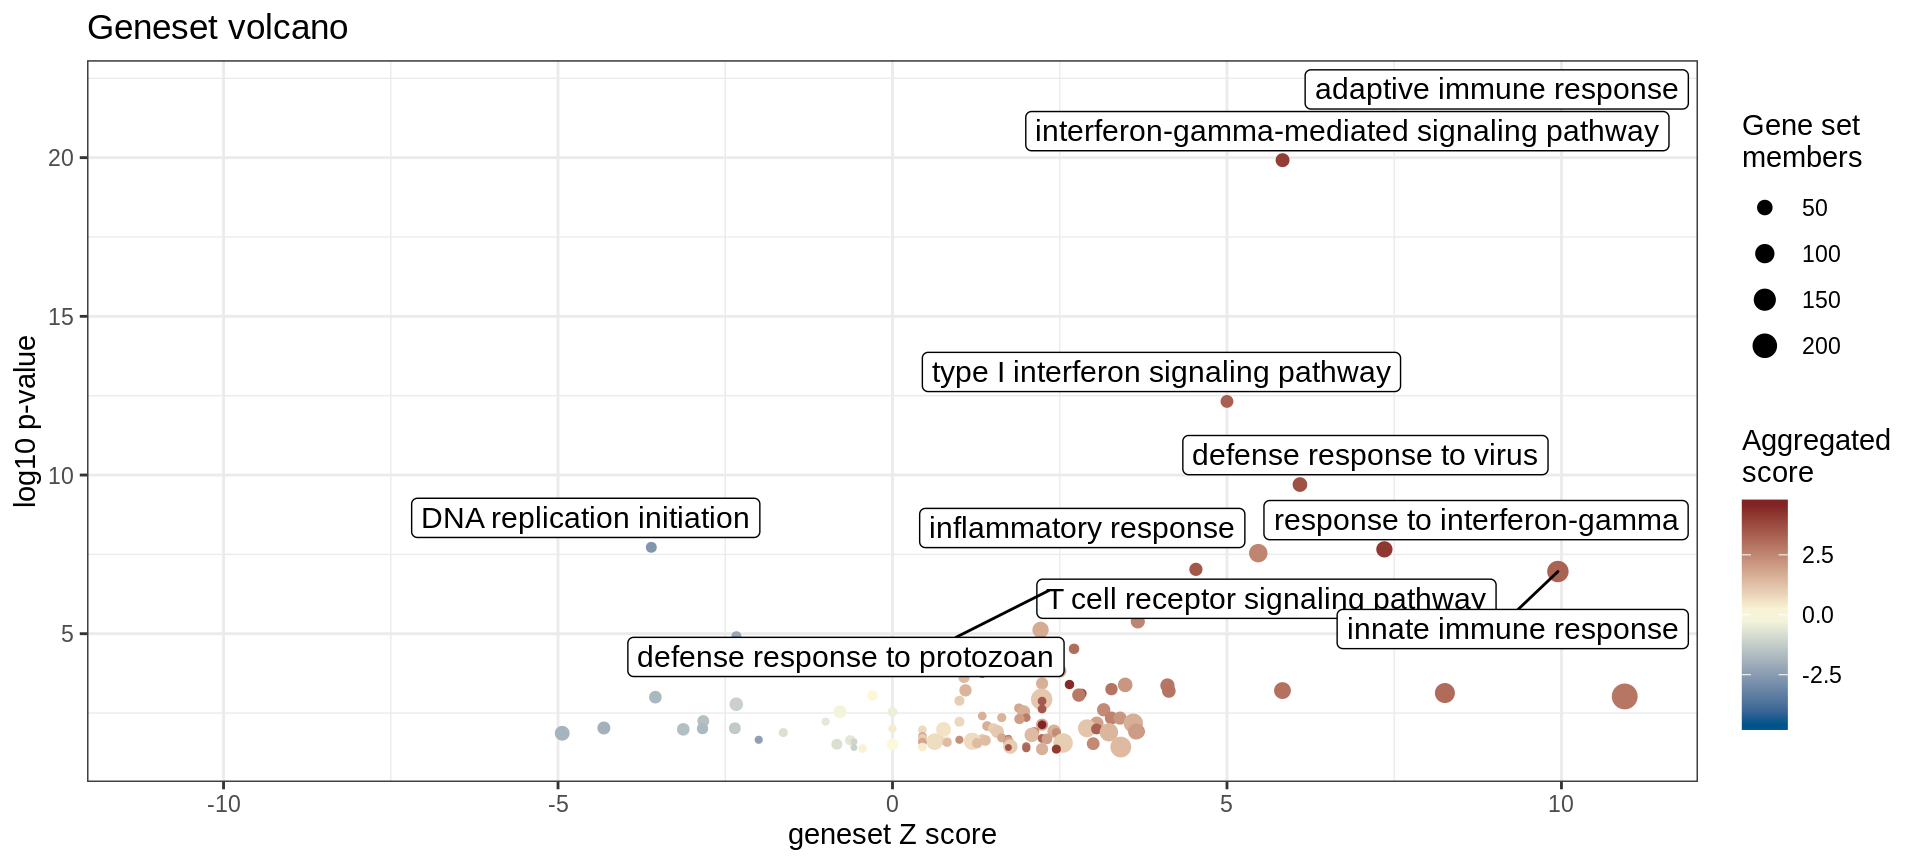 Geneset volcano
adaptive immune response
interferon-gamma-mediated signaling pathway
type I interferon signaling pathway
defense response to virus
DNA replication initiation
inflammatory response
response to interferon-gamma
T cell receptor signaling pathway
innate immune response
defense response to protozoan
log10 p-value
20
15
10
5
-10
-5
0
5
10
geneset Z score
Gene set
members
50
100
150
200
Aggregated
score
2.5
0.0
-2.5